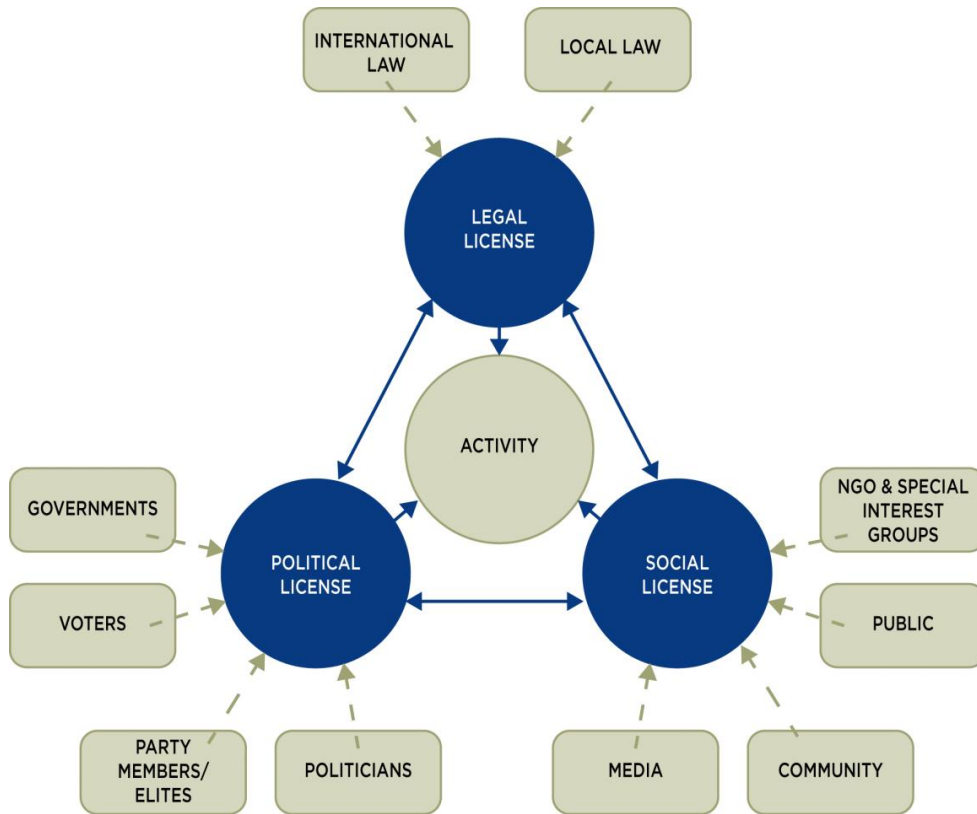 INTERNATIONAL
LAW
LOCAL LAW
LEGAL
LICENSE
ACTIVITY
GOVERNMENTS
VOTERS
PARTY
MEMBERS/
ELITES
POLITICIANS
POLITICAL
LICENSE
SOCIAL
LICENSE
NGO & SPECIAL
INTEREST
GROUPS
PUBLIC
MEDIA
COMMUNITY